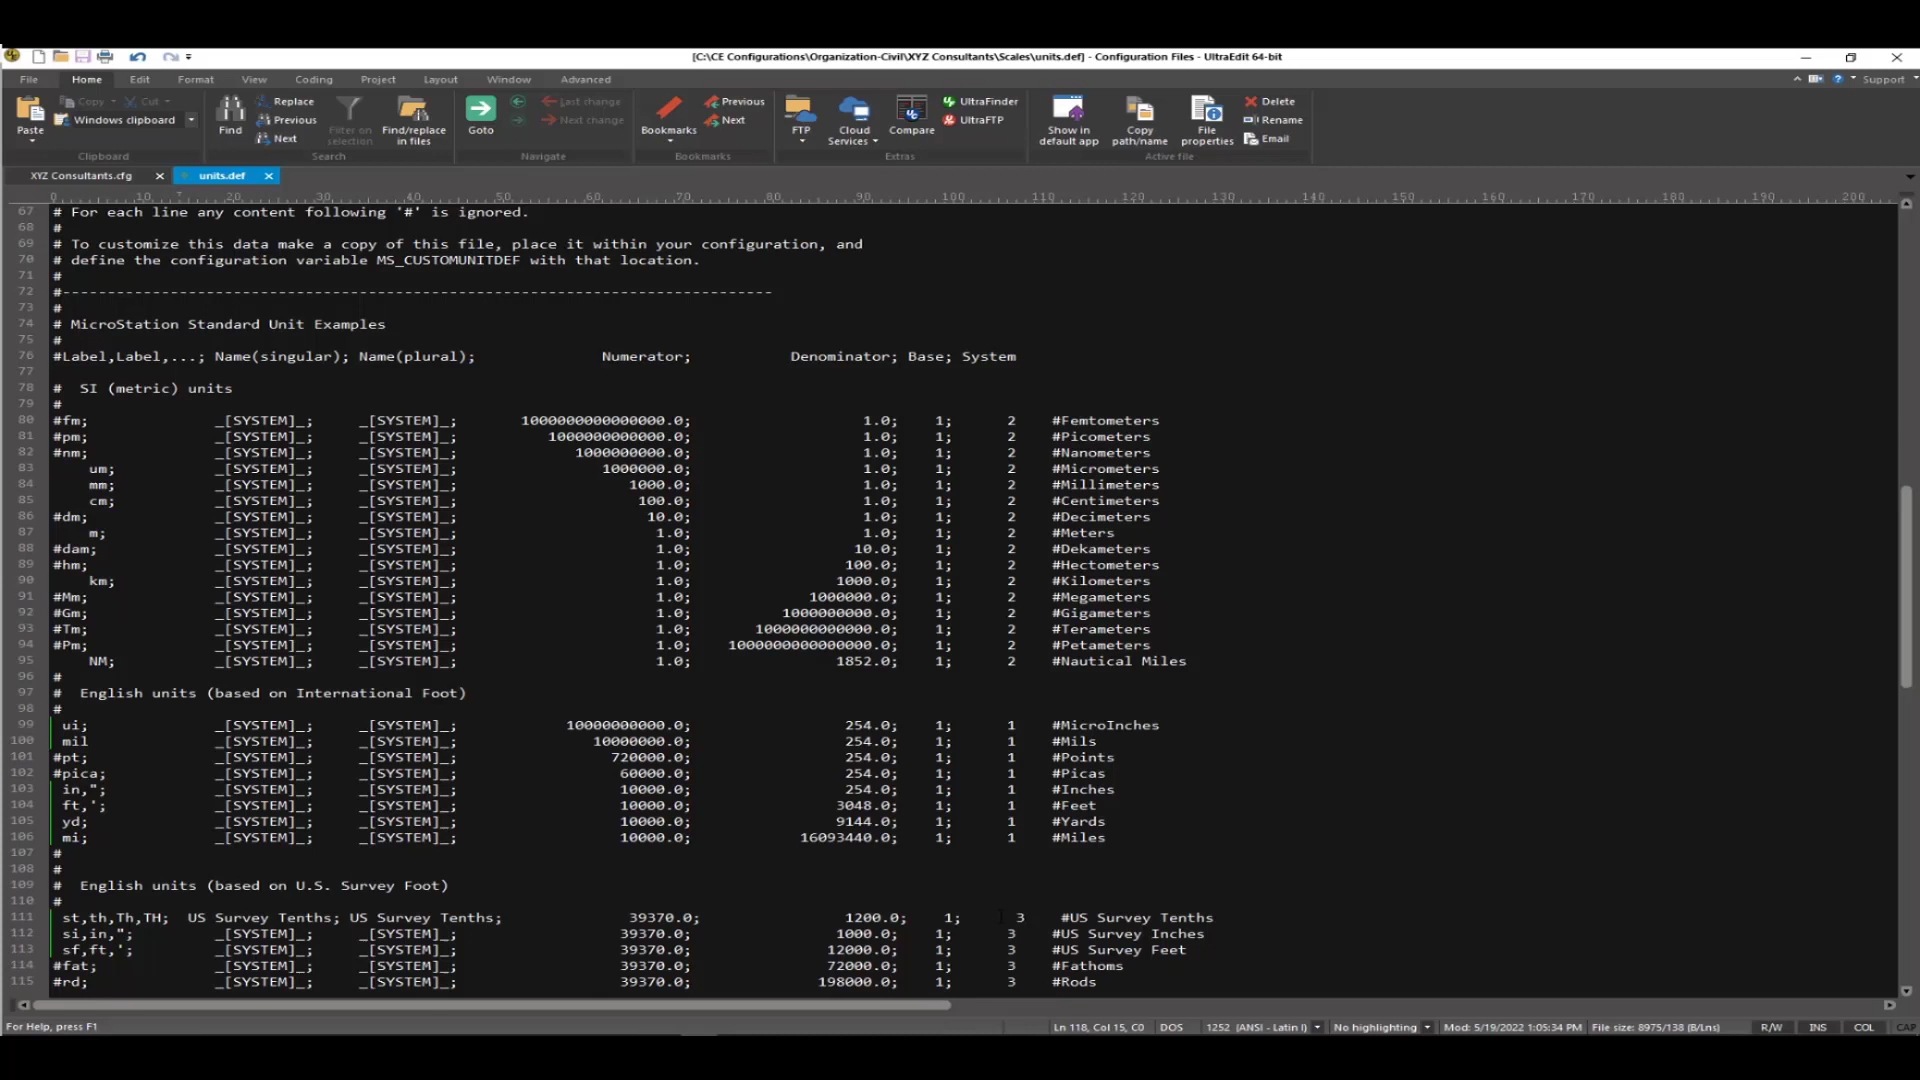 [C:\CE Configurations\Organization-Civil\XYZ Consultants\Scales\units.def] - Configuration Files - UltraEdit 64-bit
File Home Edit Format View Coding Project Layout Window Advanced Support
Paste Copy Cut Windows clipboard Clipboard
Find Replace Previous Next Filter on selection Find/replace in files Search
Goto Last change Next change Navigate
Bookmarks Previous Next Bookmarks
FTP Cloud Services Compare UltraFinder UltraFTP Extras
Show in default app Copy path/name File properties Delete Rename Email Active file
XYZ Consultants.cfg units.def
0 10 20 30 40 50 60 70 80 90 100 110 120 130 140 150 160 170 180 190 200
67 # For each line any content following '#' is ignored.
68 #
69 # To customize this data make a copy of this file, place it within your configuration, and
70 # define the configuration variable MS_CUSTOMUNITDEF with that location.
71 #
72 #-------------------------------------------------------------------------------
73 #
74 # MicroStation Standard Unit Examples
75 #
76 #Label,Label,...; Name(singular); Name(plural); Numerator; Denominator; Base; System
77
78 # SI (metric) units
79 #
80 #fm; _[SYSTEM]_; _[SYSTEM]_; 1000000000000000.0; 1.0; 1; 2 #Femtometers
81 #pm; _[SYSTEM]_; _[SYSTEM]_; 1000000000000.0; 1.0; 1; 2 #Picometers
82 #nm; _[SYSTEM]_; _[SYSTEM]_; 1000000000.0; 1.0; 1; 2 #Nanometers
83 um; _[SYSTEM]_; _[SYSTEM]_; 1000000.0; 1.0; 1; 2 #Micrometers
84 mm; _[SYSTEM]_; _[SYSTEM]_; 1000.0; 1.0; 1; 2 #Millimeters
85 cm; _[SYSTEM]_; _[SYSTEM]_; 100.0; 1.0; 1; 2 #Centimeters
86 #dm; _[SYSTEM]_; _[SYSTEM]_; 10.0; 1.0; 1; 2 #Decimeters
87 m; _[SYSTEM]_; _[SYSTEM]_; 1.0; 1.0; 1; 2 #Meters
88 #dam; _[SYSTEM]_; _[SYSTEM]_; 1.0; 10.0; 1; 2 #Dekameters
89 #hm; _[SYSTEM]_; _[SYSTEM]_; 1.0; 100.0; 1; 2 #Hectometers
90 km; _[SYSTEM]_; _[SYSTEM]_; 1.0; 1000.0; 1; 2 #Kilometers
91 #Mm; _[SYSTEM]_; _[SYSTEM]_; 1.0; 1000000.0; 1; 2 #Megameters
92 #Gm; _[SYSTEM]_; _[SYSTEM]_; 1.0; 1000000000.0; 1; 2 #Gigameters
93 #Tm; _[SYSTEM]_; _[SYSTEM]_; 1.0; 1000000000000.0; 1; 2 #Terameters
94 #Pm; _[SYSTEM]_; _[SYSTEM]_; 1.0; 1000000000000000.0; 1; 2 #Petameters
95 NM; _[SYSTEM]_; _[SYSTEM]_; 1.0; 1852.0; 1; 2 #Nautical Miles
96 #
97 # English units (based on International Foot)
98 #
99 ui; _[SYSTEM]_; _[SYSTEM]_; 10000000000.0; 254.0; 1; 1 #MicroInches
100 mil _[SYSTEM]_; _[SYSTEM]_; 10000000.0; 254.0; 1; 1 #Mils
101 #pt; _[SYSTEM]_; _[SYSTEM]_; 720000.0; 254.0; 1; 1 #Points
102 #pica; _[SYSTEM]_; _[SYSTEM]_; 60000.0; 254.0; 1; 1 #Picas
103 in,"; _[SYSTEM]_; _[SYSTEM]_; 10000.0; 254.0; 1; 1 #Inches
104 ft,'; _[SYSTEM]_; _[SYSTEM]_; 10000.0; 3048.0; 1; 1 #Feet
105 yd; _[SYSTEM]_; _[SYSTEM]_; 10000.0; 9144.0; 1; 1 #Yards
106 mi; _[SYSTEM]_; _[SYSTEM]_; 10000.0; 16093440.0; 1; 1 #Miles
107 #
108 #
109 # English units (based on U.S. Survey Foot)
110 #
111 st,th,Th,TH; US Survey Tenths; US Survey Tenths; 39370.0; 1200.0; 1; 3 #US Survey Tenths
112 si,in,"; _[SYSTEM]_; _[SYSTEM]_; 39370.0; 1000.0; 1; 3 #US Survey Inches
113 sf,ft,'; _[SYSTEM]_; _[SYSTEM]_; 39370.0; 12000.0; 1; 3 #US Survey Feet
114 #fat; _[SYSTEM]_; _[SYSTEM]_; 39370.0; 72000.0; 1; 3 #Fathoms
115 #rd; _[SYSTEM]_; _[SYSTEM]_; 39370.0; 198000.0; 1; 3 #Rods
For Help, press F1 Ln 118, Col 15, C0 DOS 1252 (ANSI - Latin I) No highlighting Mod: 5/19/2022 1:05:34 PM File size: 8975/138 (B/Lns) R/W INS COL CAP